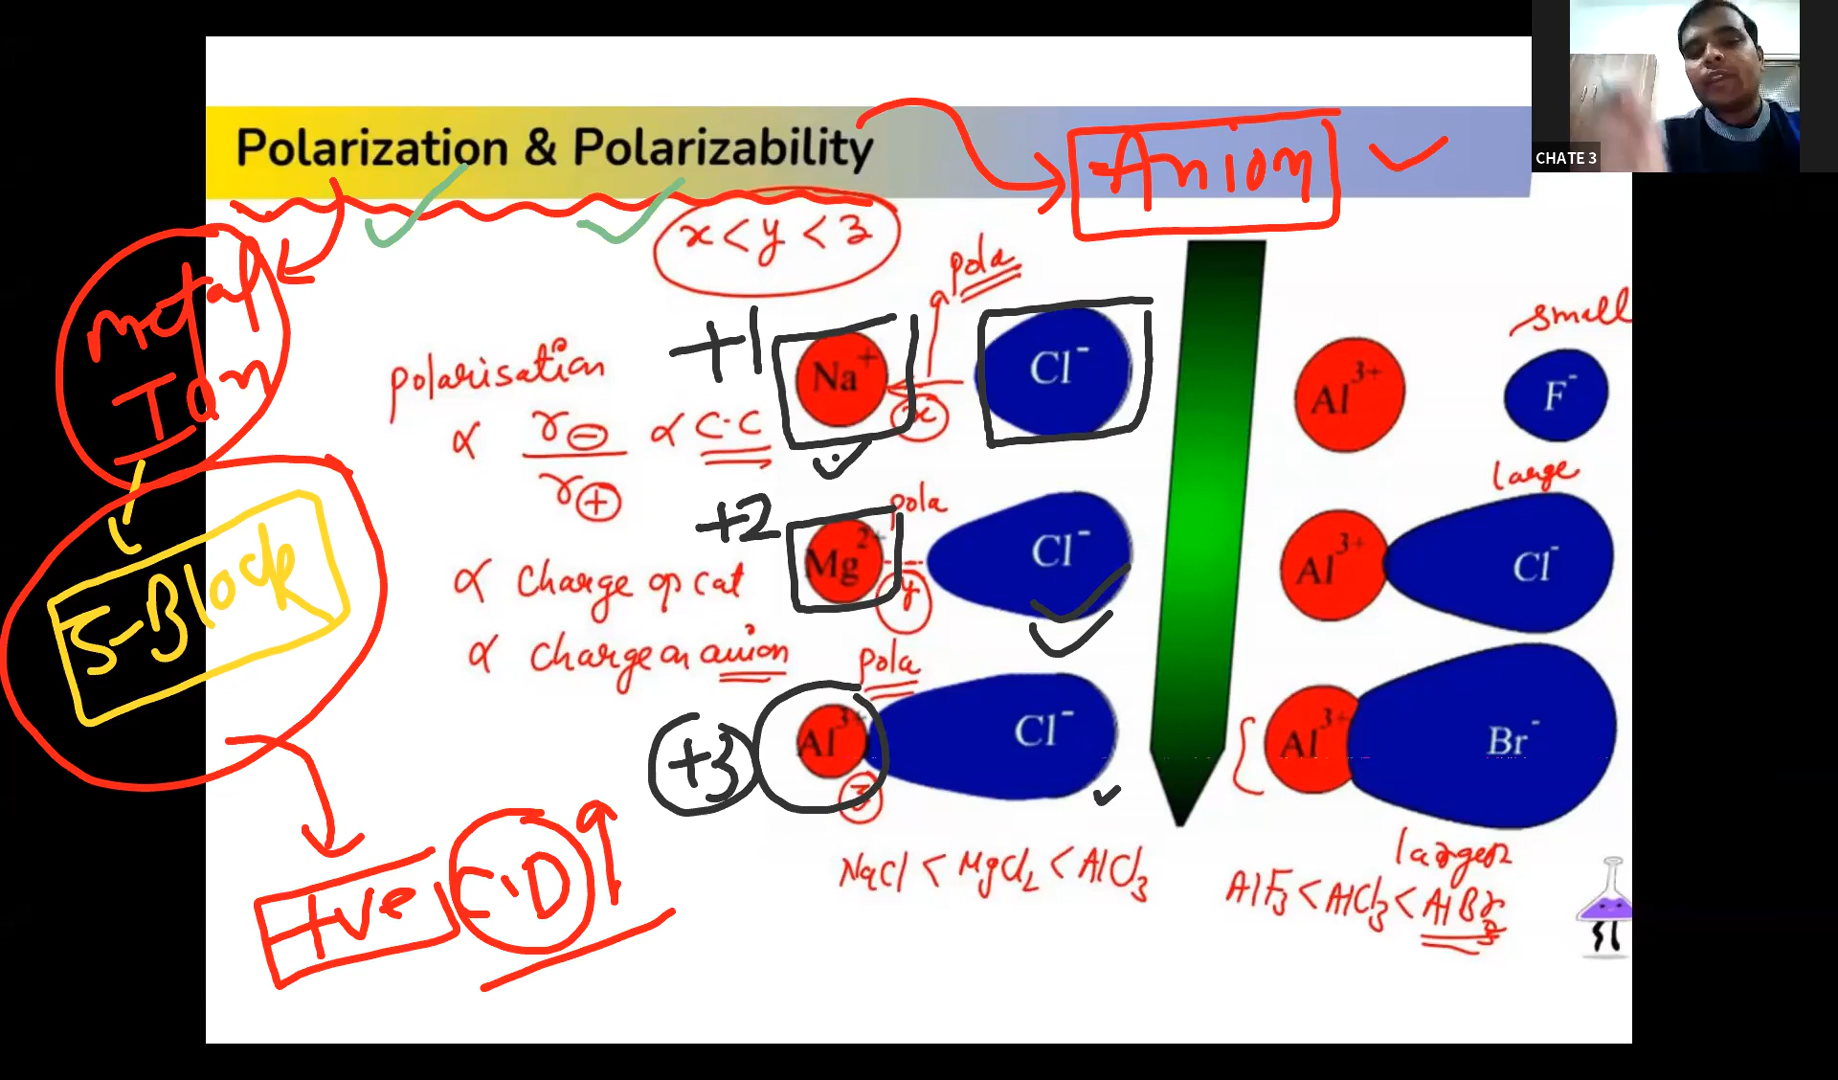 CHATE 3
Polarization & Polarizability
Anion
x < y < z
metal
Ion
S-Block
+ve C.D
polarisation
∝ r⊖ / r⊕ ∝ C.C
∝ charge op cat
∝ charge on anion
+1
Na+
x
pola
Cl-
+2
Mg2+
y
pola
Cl-
+3
Al3+
z
pola
Cl-
NaCl < MgCl2 < AlCl3
small
Al3+
F-
large
Al3+
Cl-
Al3+
Br-
larger
AlF3 < AlCl3 < AlBr3